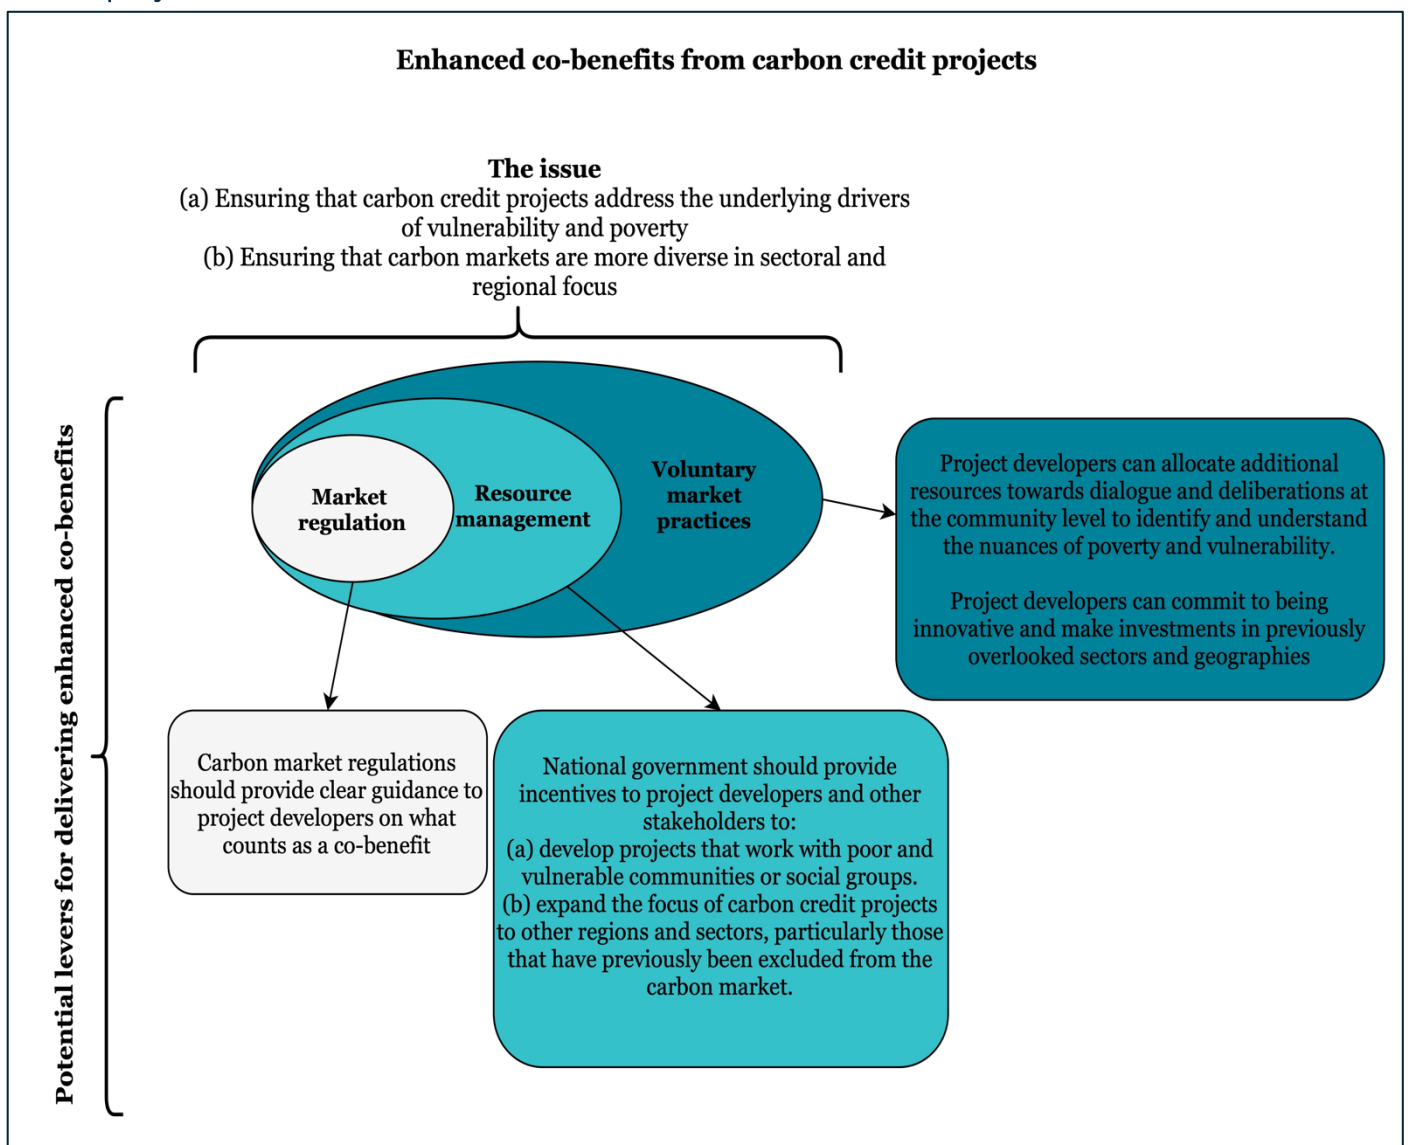 Enhanced co-benefits from carbon credit projects
The issue
(a) Ensuring that carbon credit projects address the underlying drivers
of vulnerability and poverty
(b) Ensuring that carbon markets are more diverse in sectoral and
regional focus
Potential levers for delivering enhanced co-benefits
Market
regulation
Resource
management
Voluntary
market
practices
Project developers can allocate additional
resources towards dialogue and deliberations at
the community level to identify and understand
the nuances of poverty and vulnerability.
Project developers can commit to being
innovative and make investments in previously
overlooked sectors and geographies
Carbon market regulations
should provide clear guidance to
project developers on what
counts as a co-benefit
National government should provide
incentives to project developers and other
stakeholders to:
(a) develop projects that work with poor and
vulnerable communities or social groups.
(b) expand the focus of carbon credit projects
to other regions and sectors, particularly those
that have previously been excluded from the
carbon market.